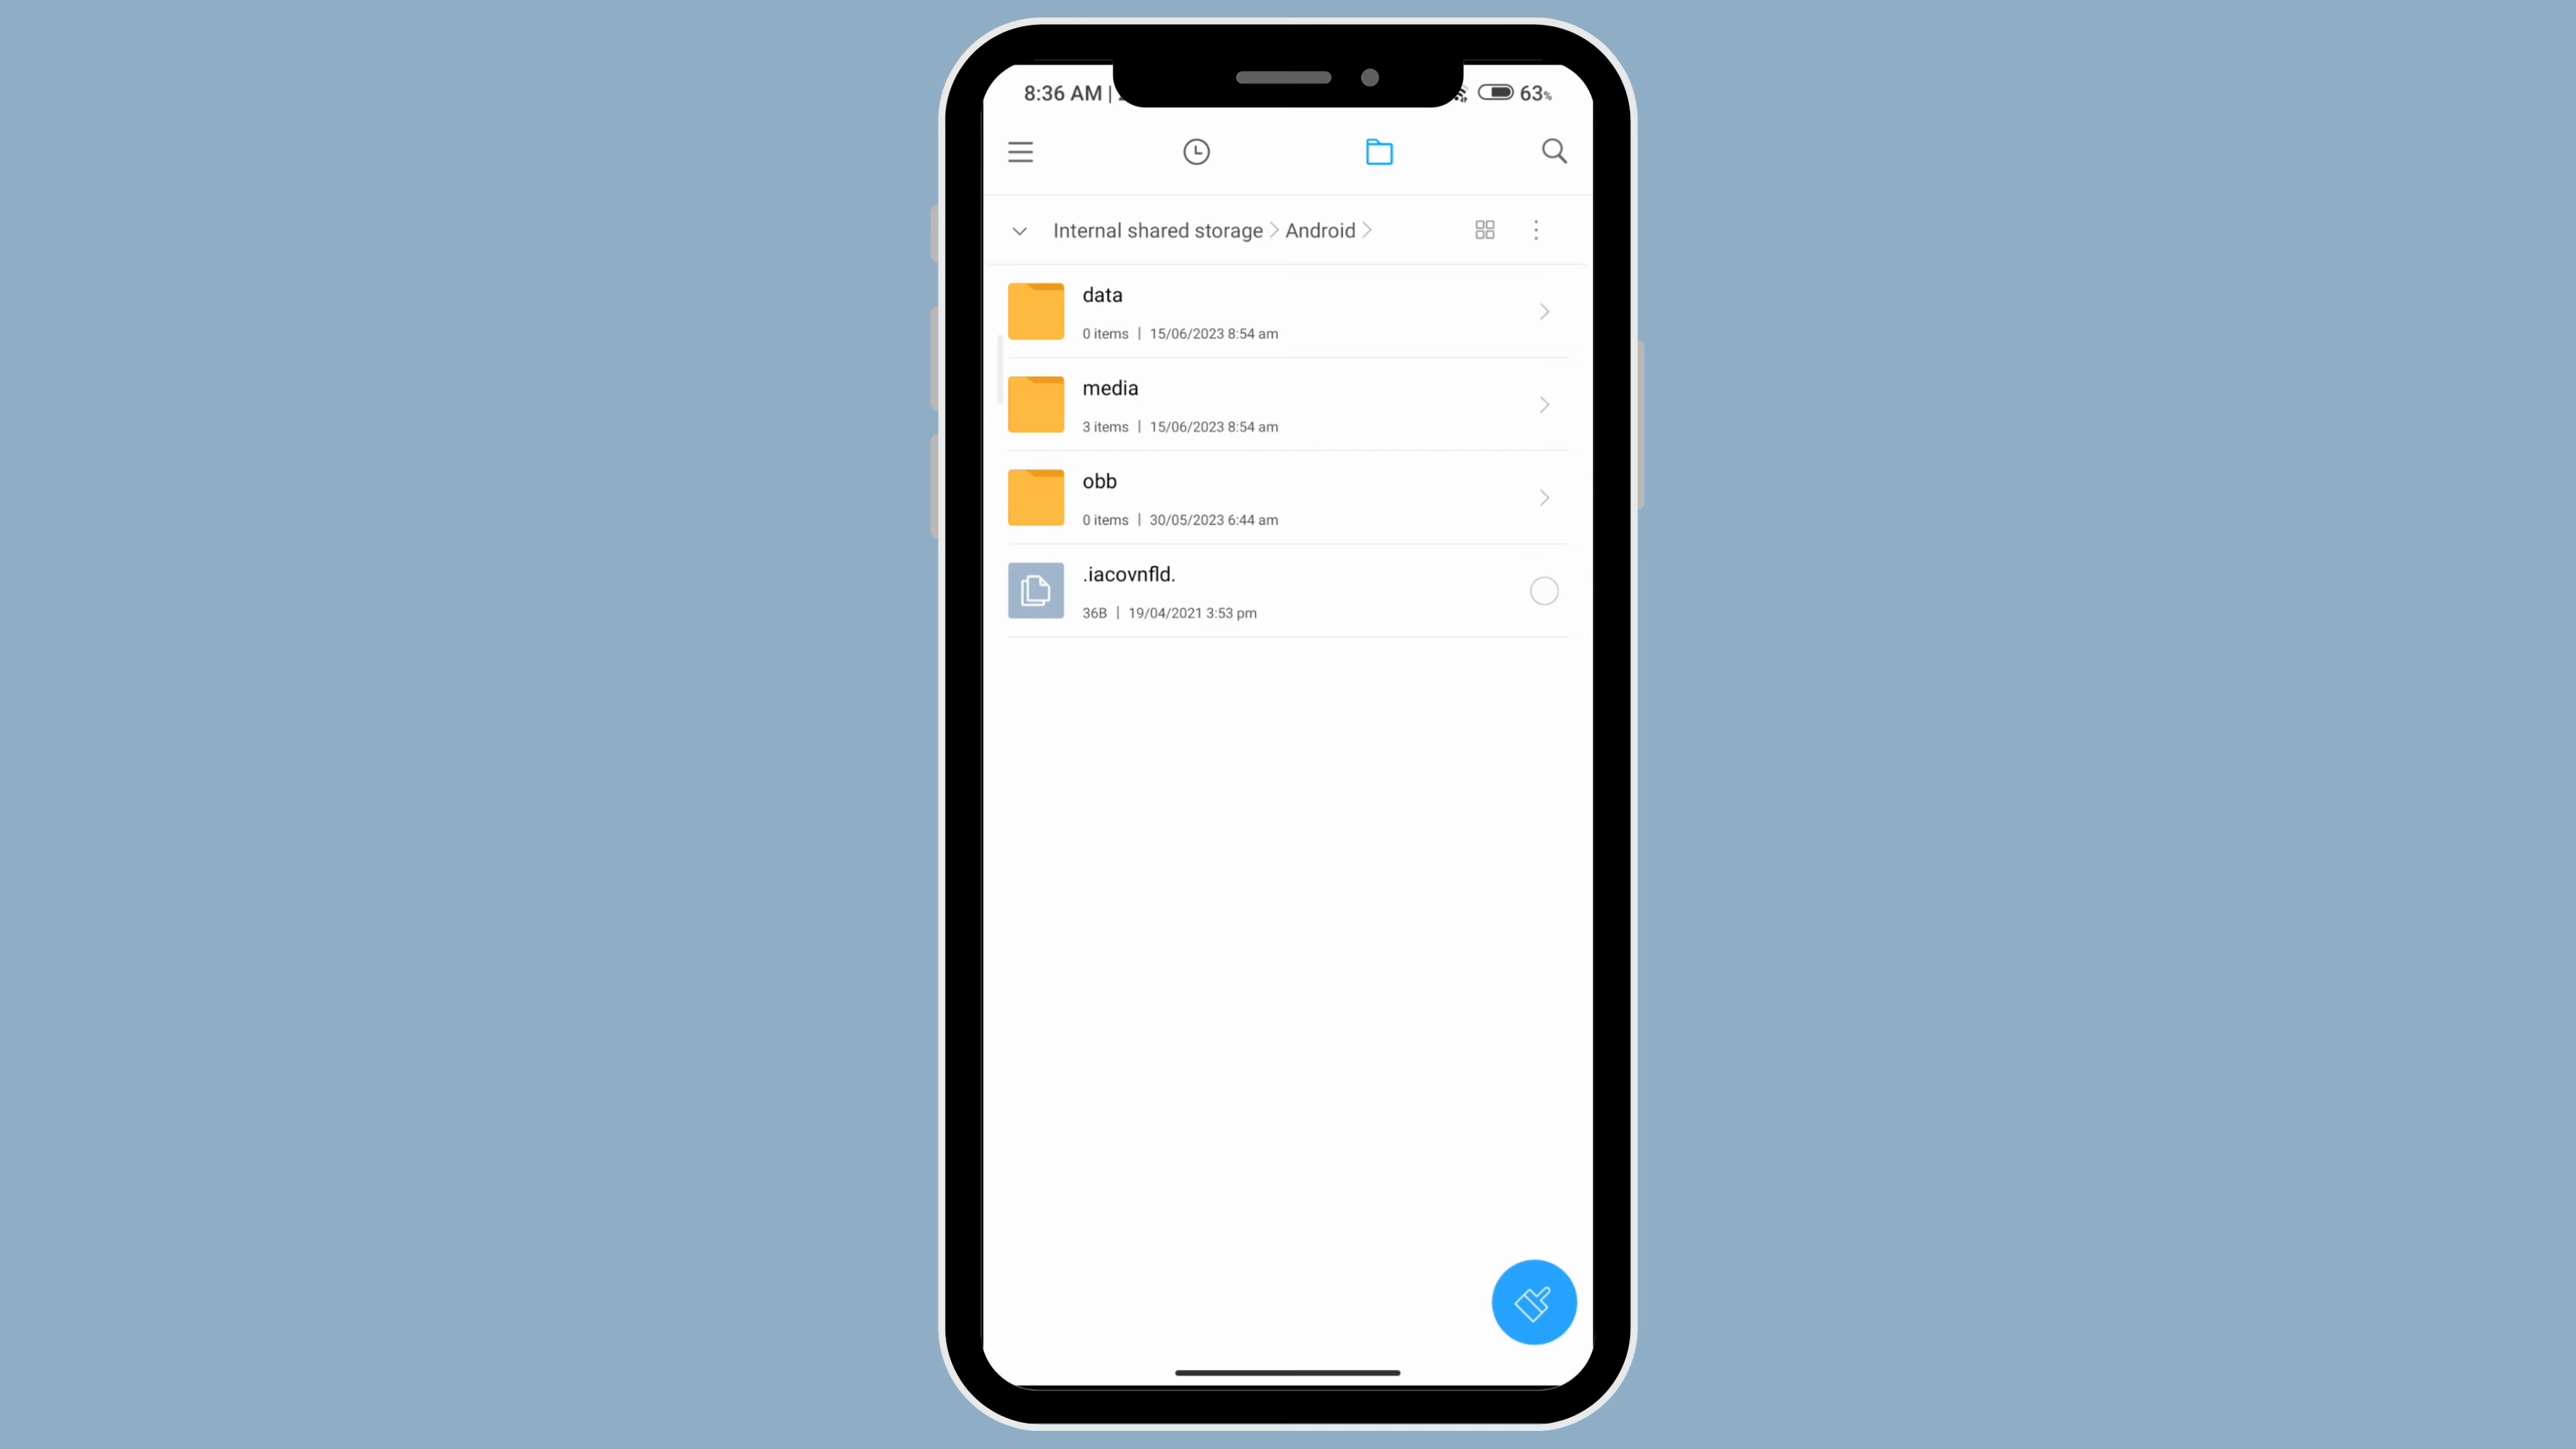 8:36 AM |
63%
Internal shared storage > Android >
data
0 items | 15/06/2023 8:54 am
media
3 items | 15/06/2023 8:54 am
obb
0 items | 30/05/2023 6:44 am
.iacovnfld.
36B | 19/04/2021 3:53 pm